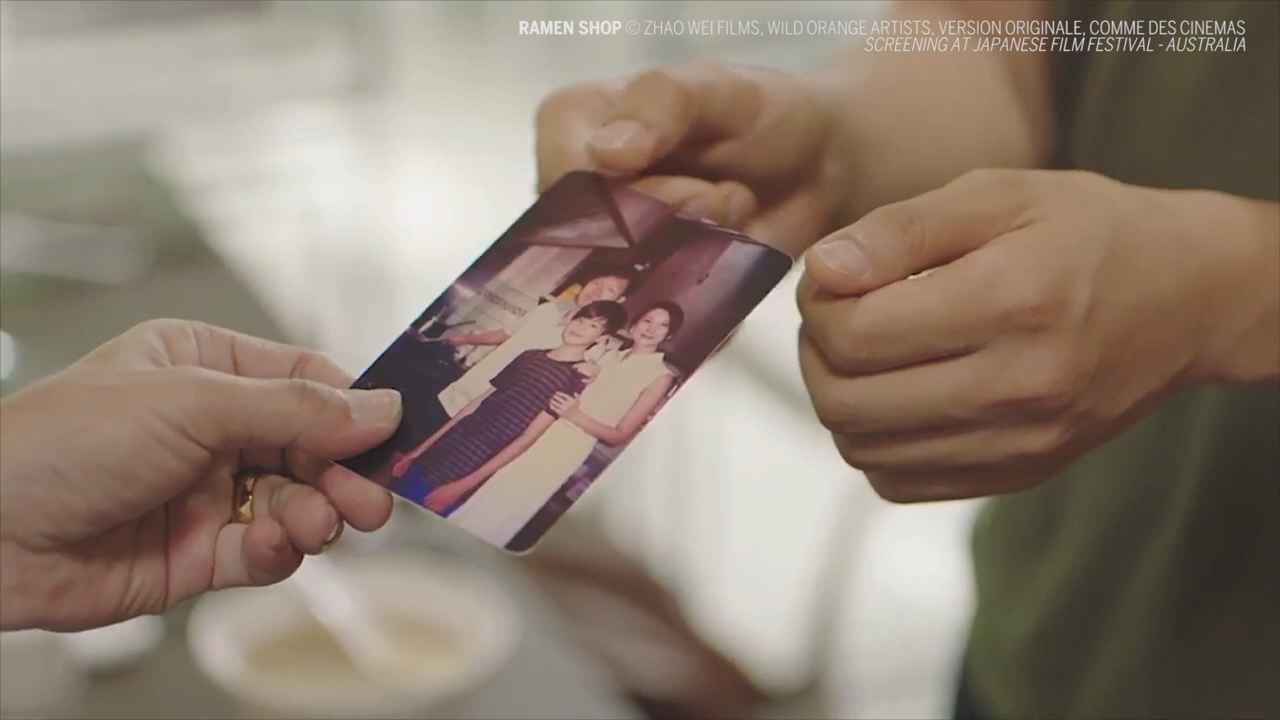 RAMEN SHOP © ZHAO WEI FILMS, WILD ORANGE ARTISTS, VERSION ORIGINALE, COMME DES CINEMAS
SCREENING AT JAPANESE FILM FESTIVAL - AUSTRALIA